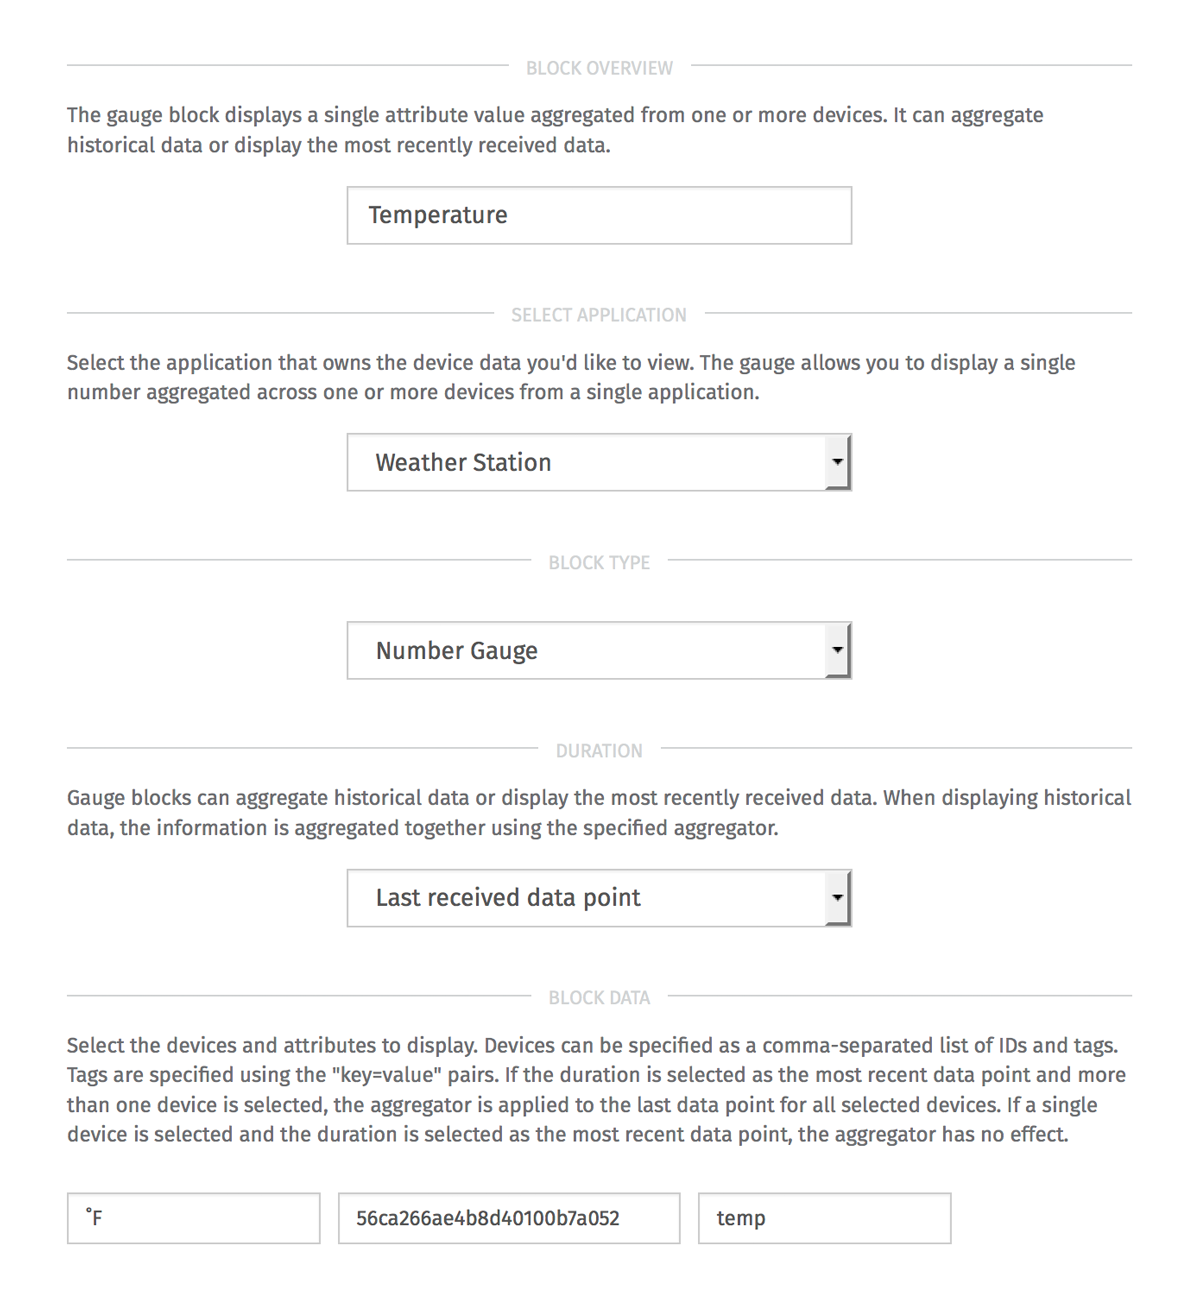 BLOCK OVERVIEW
The gauge block displays a single attribute value aggregated from one or more devices. It can aggregate
historical data or display the most recently received data.
Temperature
SELECT APPLICATION
Select the application that owns the device data you'd like to view. The gauge allows you to display a single
number aggregated across one or more devices from a single application.
Weather Station
BLOCK TYPE
Number Gauge
DURATION
Gauge blocks can aggregate historical data or display the most recently received data. When displaying historical
data, the information is aggregated together using the specified aggregator.
Last received data point
BLOCK DATA
Select the devices and attributes to display. Devices can be specified as a comma-separated list of IDs and tags.
Tags are specified using the "key=value" pairs. If the duration is selected as the most recent data point and more
than one device is selected, the aggregator is applied to the last data point for all selected devices. If a single
device is selected and the duration is selected as the most recent data point, the aggregator has no effect.
°F 56ca266ae4b8d40100b7a052 temp